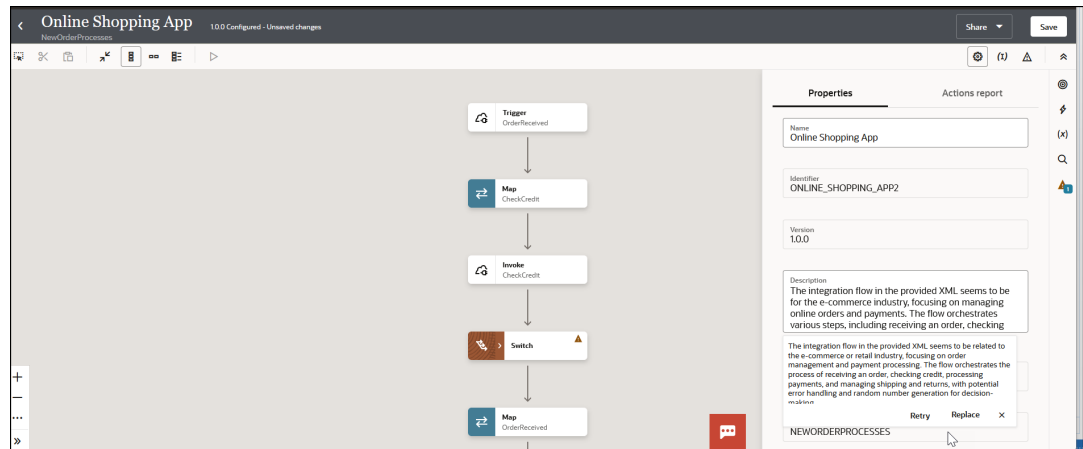 Online Shopping App
1.0.0 Configured - Unsaved changes
NewOrderProcesses
Share
Save
(I)
Properties
Actions report
(x)
Trigger
OrderReceived
Map
CheckCredit
Invoke
CheckCredit
Switch
Map
OrderReceived
Name
Online Shopping App
Identifier
ONLINE_SHOPPING_APP2
Version
1.0.0
Description
The integration flow in the provided XML seems to be
for the e-commerce industry, focusing on managing
online orders and payments. The flow orchestrates
various steps, including receiving an order, checking
The integration flow in the provided XML seems to be related to
the e-commerce or retail industry, focusing on order
management and payment processing. The flow orchestrates the
process of receiving an order, checking credit, processing
payments, and managing shipping and returns, with potential
error handling and random number generation for decision-
making
Retry
Replace
NEWORDERPROCESSES
1